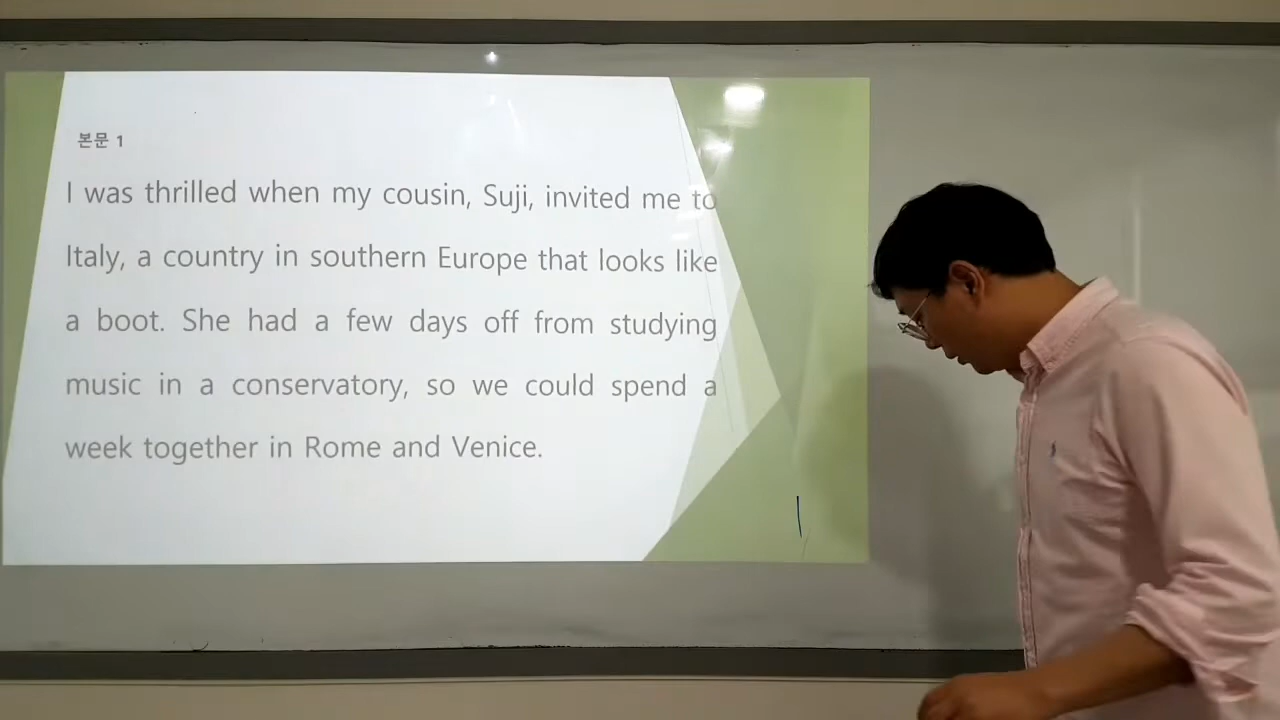 본문 1
I was thrilled when my cousin, Suji, invited me to
Italy, a country in southern Europe that looks like
a boot. She had a few days off from studying
music in a conservatory, so we could spend a
week together in Rome and Venice.